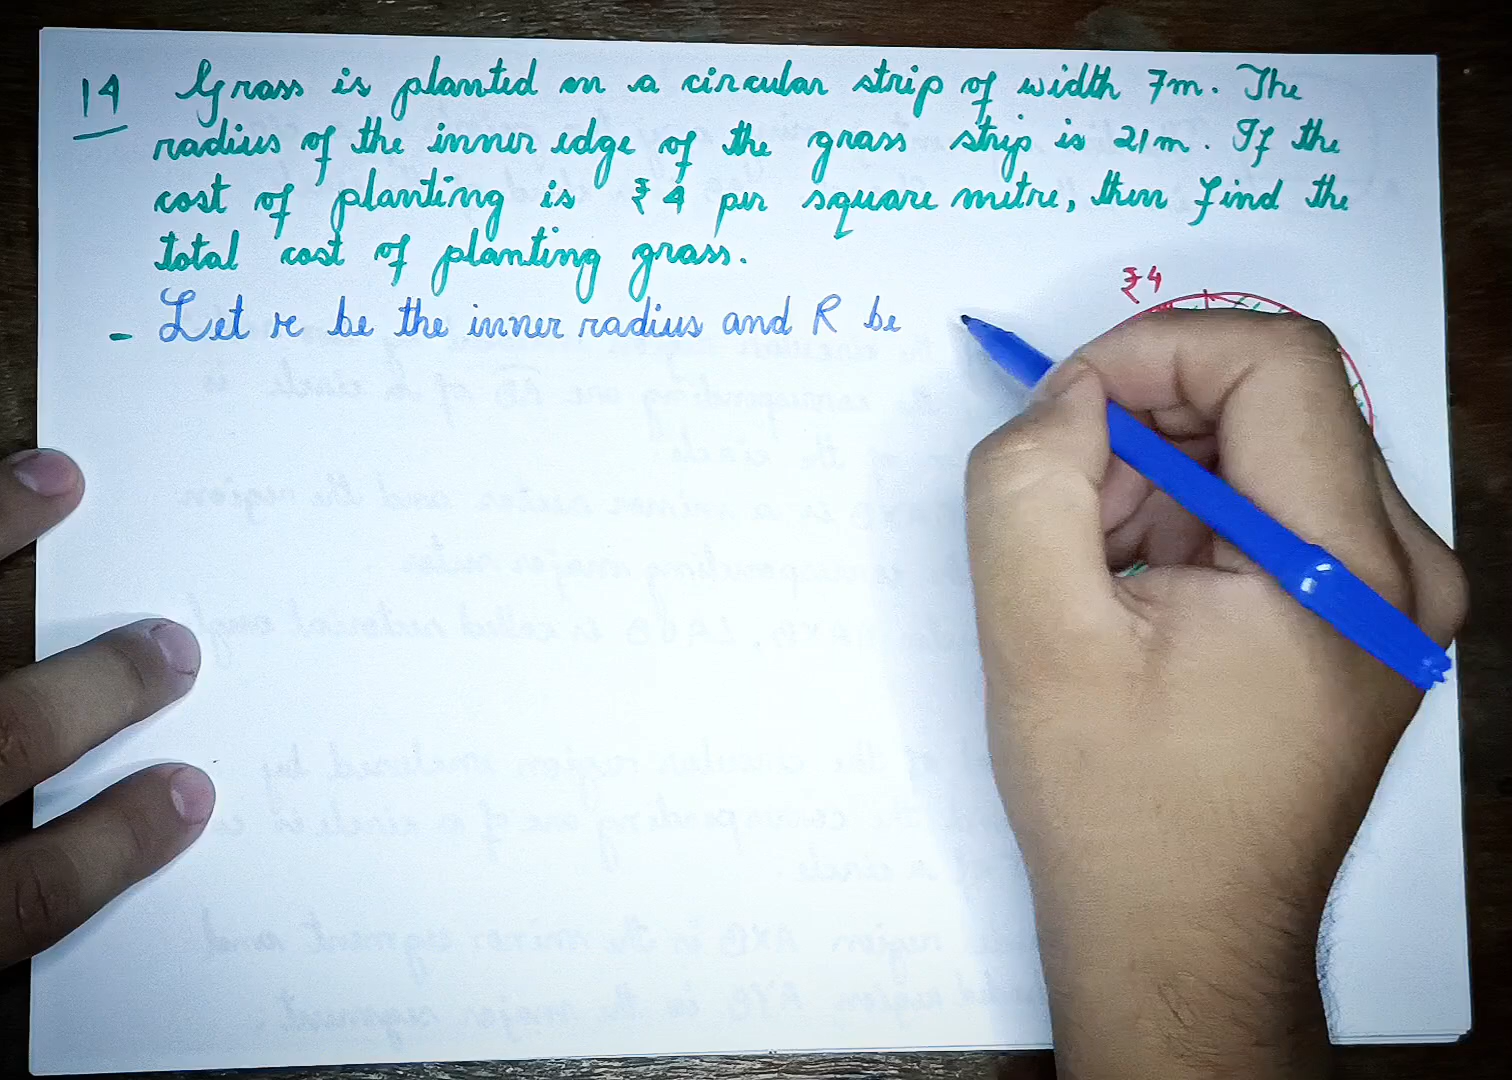 14 Grass is planted on a circular strip of width 7m. The
radius of the inner edge of the grass strip is 21m. If the
cost of planting is ₹4 per square metre, then find the
total cost of planting grass.
₹4
- Let r be the inner radius and R be